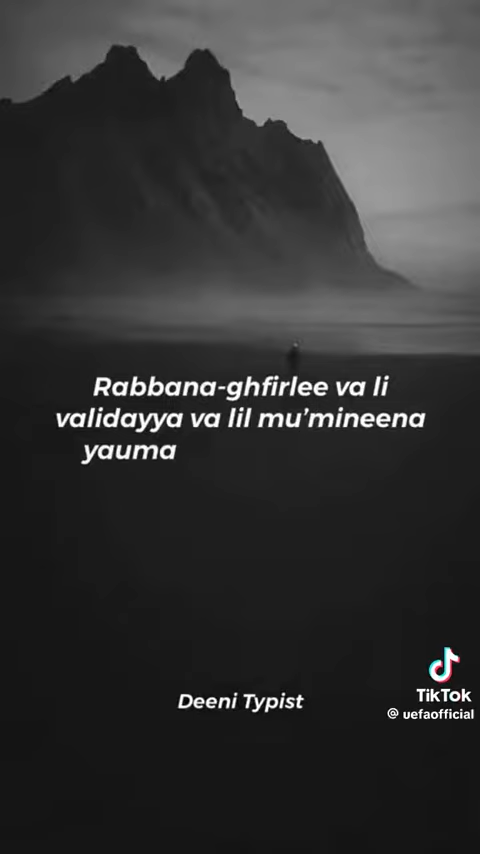 Rabbana-ghfirlee va li
validayya va lil mu'mineena
yauma
Deeni Typist
TikTok
@ uefaofficial